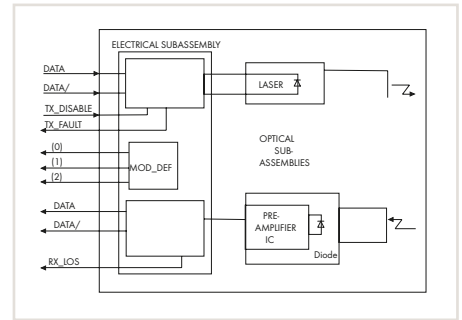 ELECTRICAL SUBASSEMBLY
DATA
DATA/
TX_DISABLE
TX_FAULT
LASER
(0)
(1)
(2)
MOD_DEF
OPTICAL
SUB-
ASSEMBLIES
DATA
DATA/
RX_LOS
PRE-
AMPLIFIER
IC
Diode